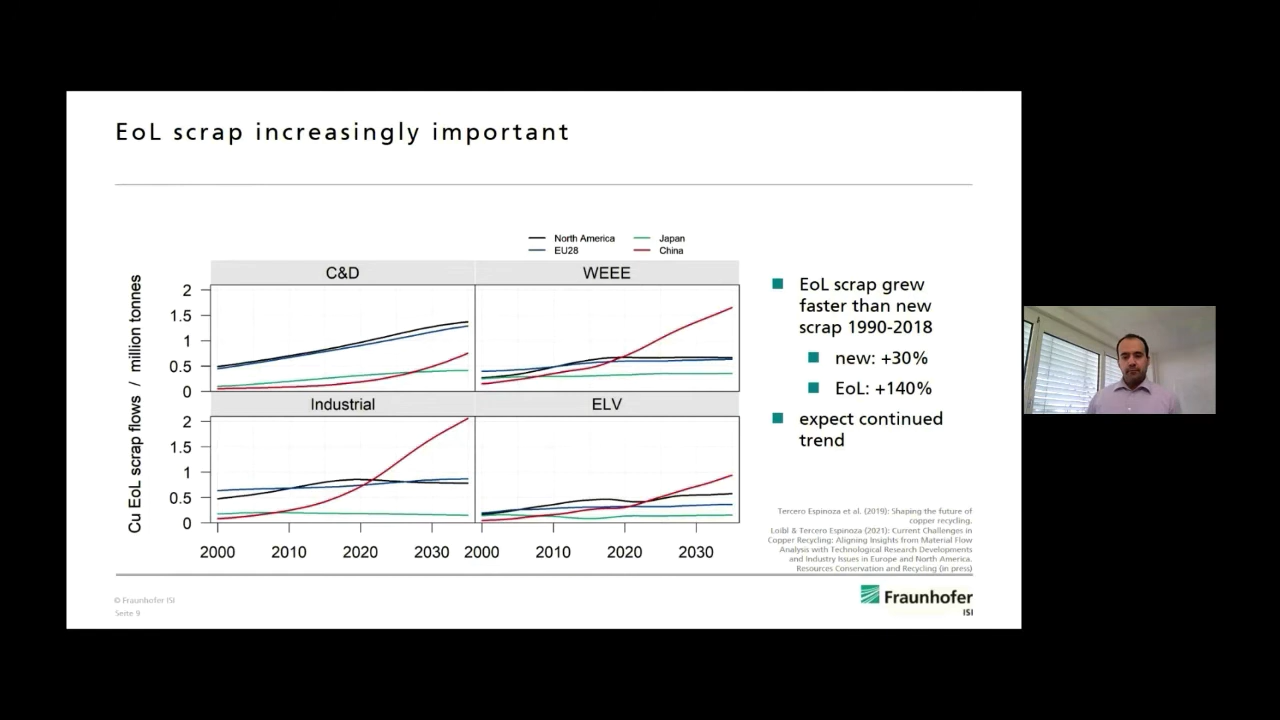 EoL scrap increasingly important
North America
Japan
EU28
China
C&D
WEEE
Cu EoL scrap flows / million tonnes
2
1.5
1
0.5
0
Industrial
ELV
2
1.5
1
0.5
0
2000
2010
2020
2030
2000
2010
2020
2030
EoL scrap grew
faster than new
scrap 1990-2018
new: +30%
EoL: +140%
expect continued
trend
Tercero Espinoza et al. (2019): Shaping the future of
copper recycling.
Loibl & Tercero Espinoza (2021): Current Challenges in
Copper Recycling: Aligning Insights from Material Flow
Analysis with Technological Research Developments
and Industry Issues in Europe and North America.
Resources Conservation and Recycling (in press)
© Fraunhofer ISI
Seite 9
Fraunhofer
ISI